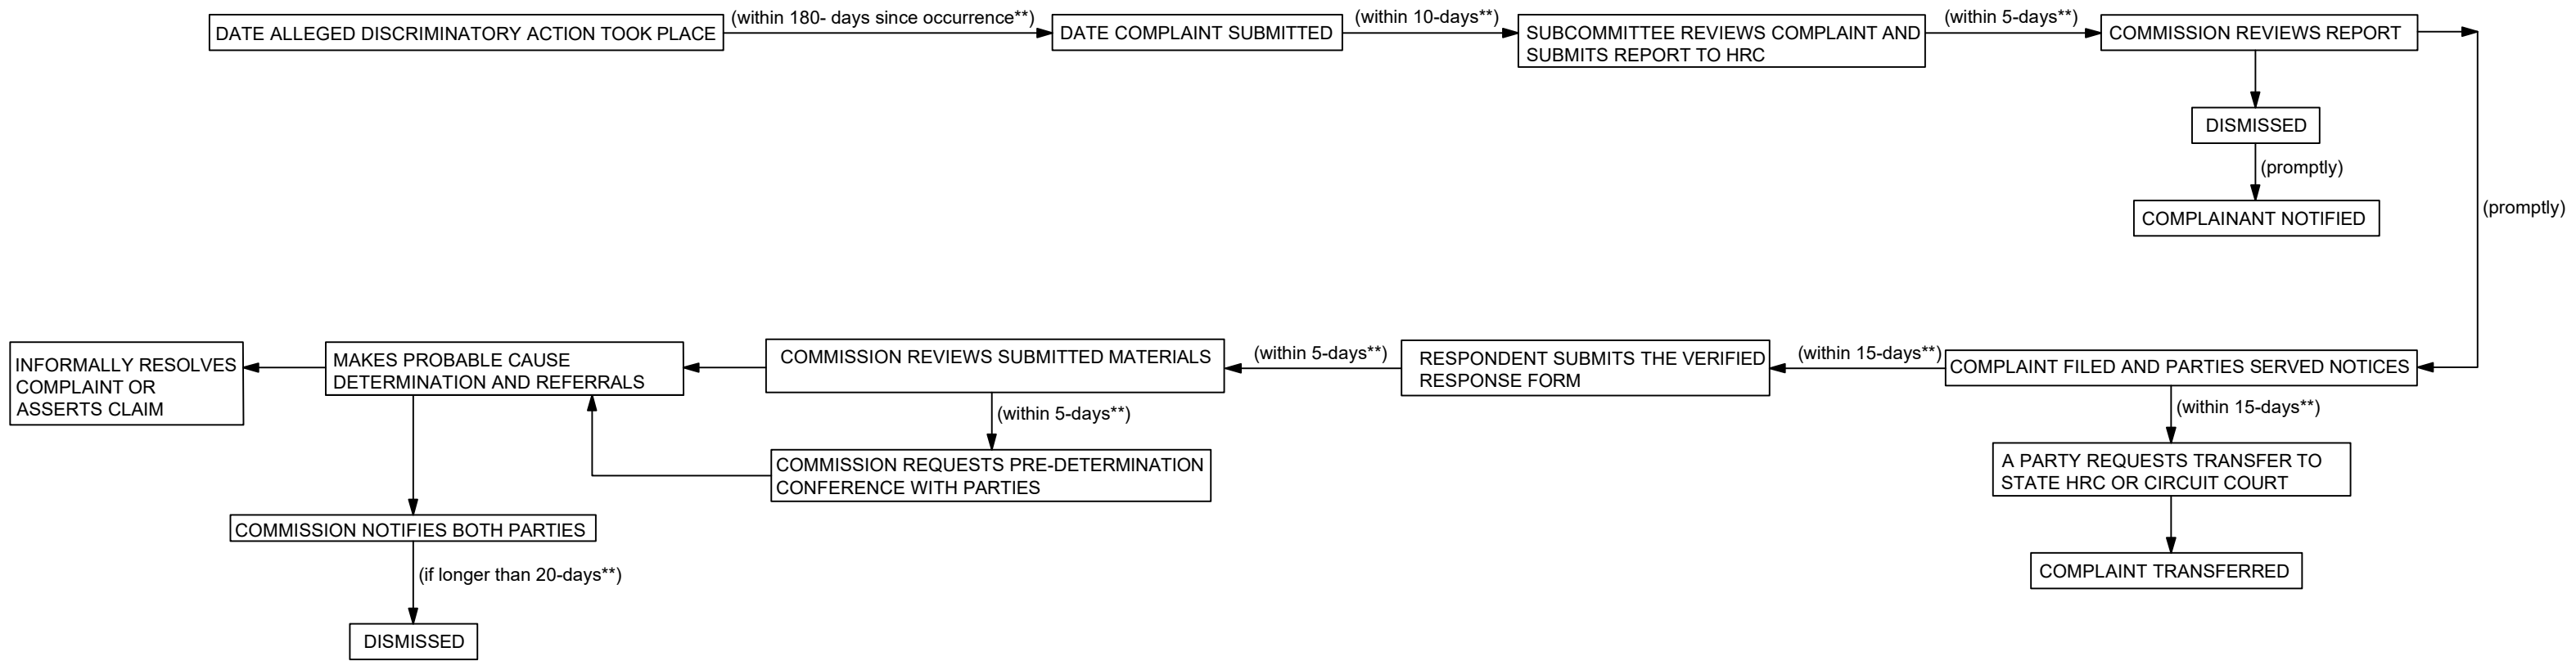 DATE ALLEGED DISCRIMINATORY ACTION TOOK PLACE
(within 180- days since occurrence**)
DATE COMPLAINT SUBMITTED
(within 10-days**)
SUBCOMMITTEE REVIEWS COMPLAINT AND
SUBMITS REPORT TO HRC
(within 5-days**)
COMMISSION REVIEWS REPORT
DISMISSED
(promptly)
COMPLAINANT NOTIFIED
(promptly)
COMPLAINT FILED AND PARTIES SERVED NOTICES
(within 15-days**)
A PARTY REQUESTS TRANSFER TO
STATE HRC OR CIRCUIT COURT
COMPLAINT TRANSFERRED
(within 15-days**)
RESPONDENT SUBMITS THE VERIFIED
RESPONSE FORM
(within 5-days**)
COMMISSION REVIEWS SUBMITTED MATERIALS
(within 5-days**)
COMMISSION REQUESTS PRE-DETERMINATION
CONFERENCE WITH PARTIES
MAKES PROBABLE CAUSE
DETERMINATION AND REFERRALS
INFORMALLY RESOLVES
COMPLAINT OR
ASSERTS CLAIM
COMMISSION NOTIFIES BOTH PARTIES
(if longer than 20-days**)
DISMISSED